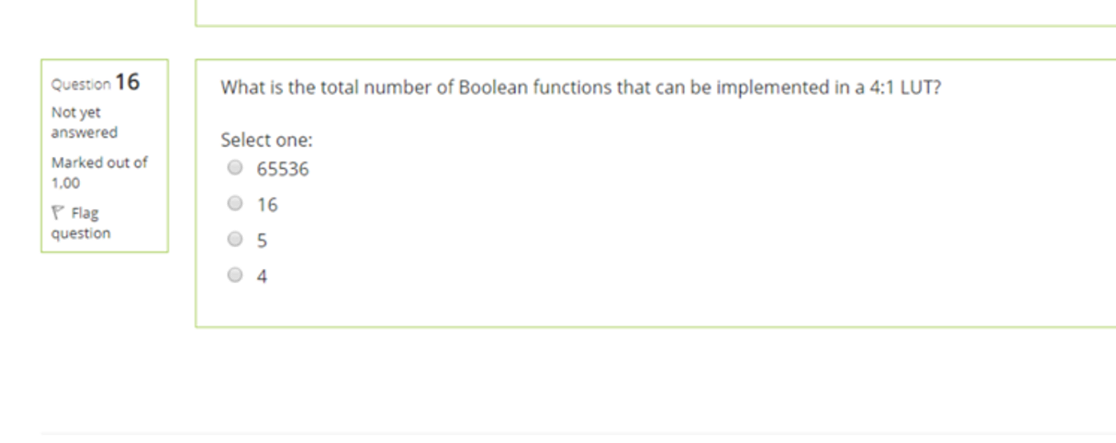 Question 16
Not yet
answered
Marked out of
1.00
Flag
question
What is the total number of Boolean functions that can be implemented in a 4:1 LUT?
Select one:
65536
16
5
4